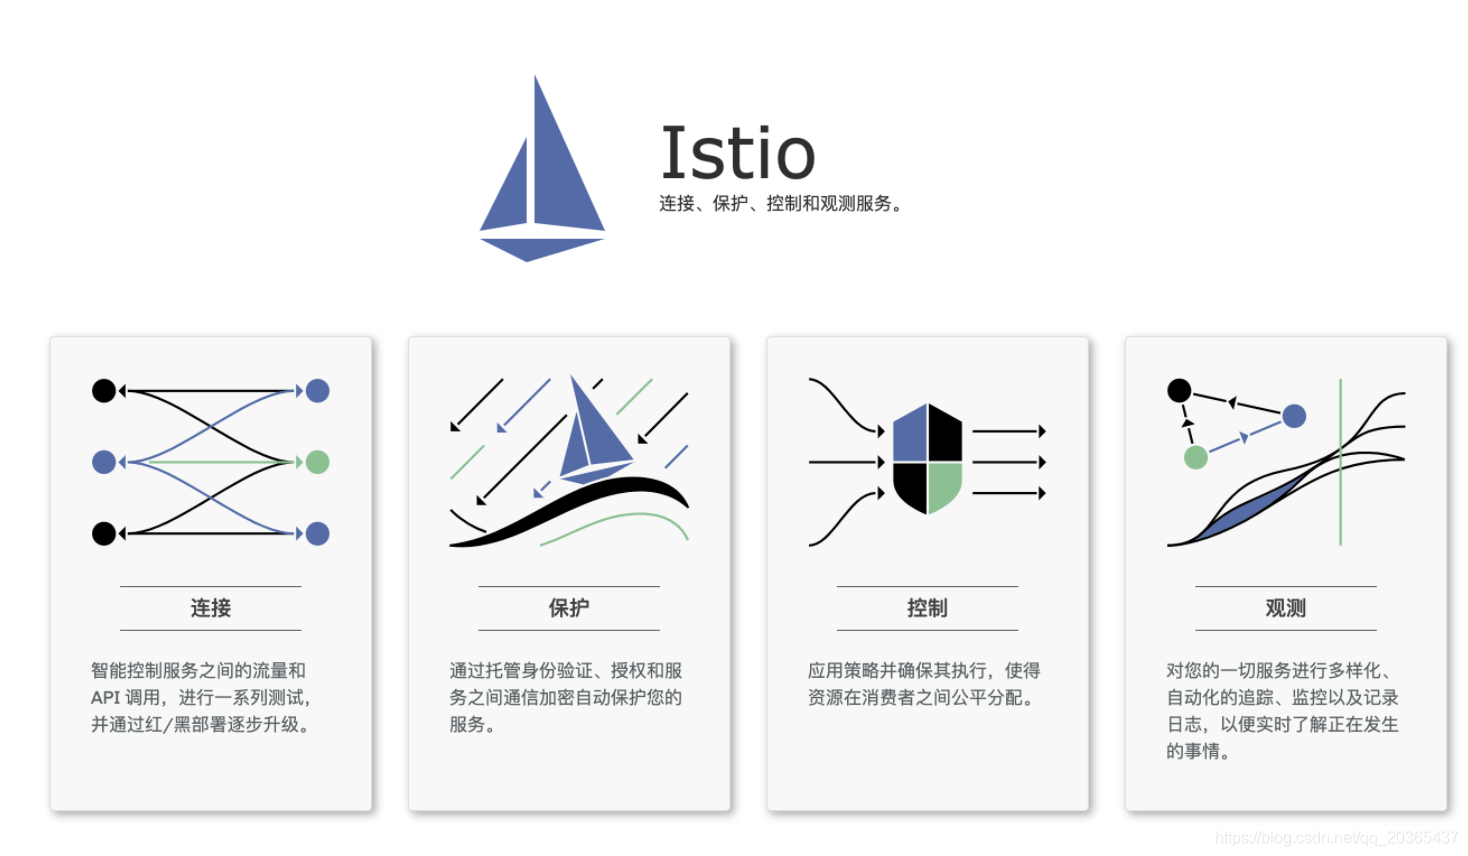 Istio
连接、保护、控制和观测服务。
连接
智能控制服务之间的流量和
API 调用，进行一系列测试，
并通过红/黑部署逐步升级。
保护
通过托管身份验证、授权和服
务之间通信加密自动保护您的
服务。
控制
应用策略并确保其执行，使得
资源在消费者之间公平分配。
观测
对您的一切服务进行多样化、
自动化的追踪、监控以及记录
日志，以便实时了解正在发生
的事情。
https://blog.csdn.net/qq_20365437